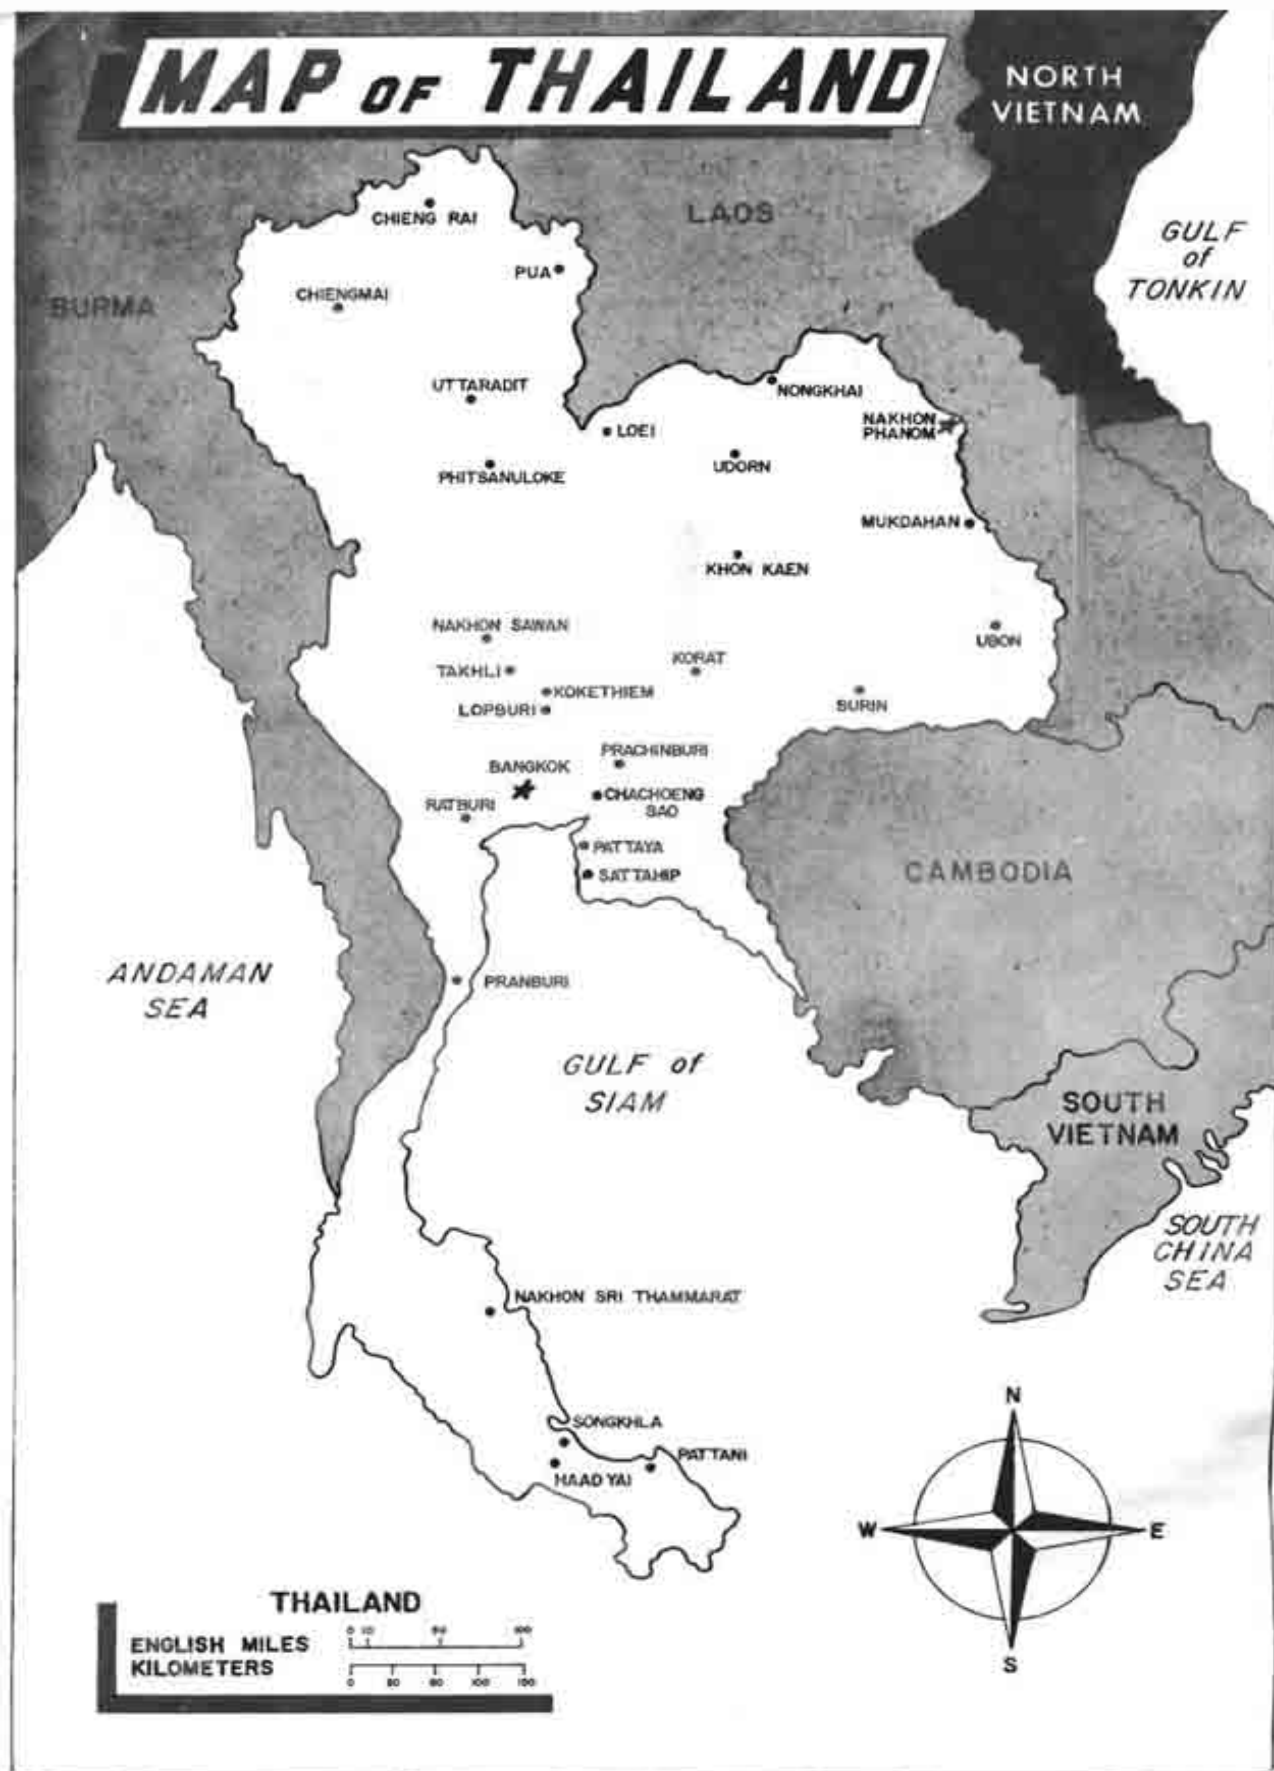 MAP OF THAILAND
NORTH
VIETNAM
CHIENG RAI
LAOS
GULF
of
TONKIN
PUA
CHIENGMAI
BURMA
UTTARADIT
NONGKHAI
LOEI
NAKHON
PHANOM
UDORN
PHITSANULOKE
MUKDAHAN
KHON KAEN
NAKHON SAWAN
UBON
KORAT
TAKHLI
KOKETHIEM
LOPBURI
SURIN
PRACHINBURI
BANGKOK
CHACHOENG
SAO
RATBURI
PATTAYA
SATTAHIP
CAMBODIA
ANDAMAN
SEA
PRANBURI
GULF of
SIAM
SOUTH
VIETNAM
SOUTH
CHINA
SEA
NAKHON SRI THAMMARAT
SONGKHLA
PATTANI
HAAD YAI
N
W
E
S
THAILAND
ENGLISH MILES
KILOMETERS